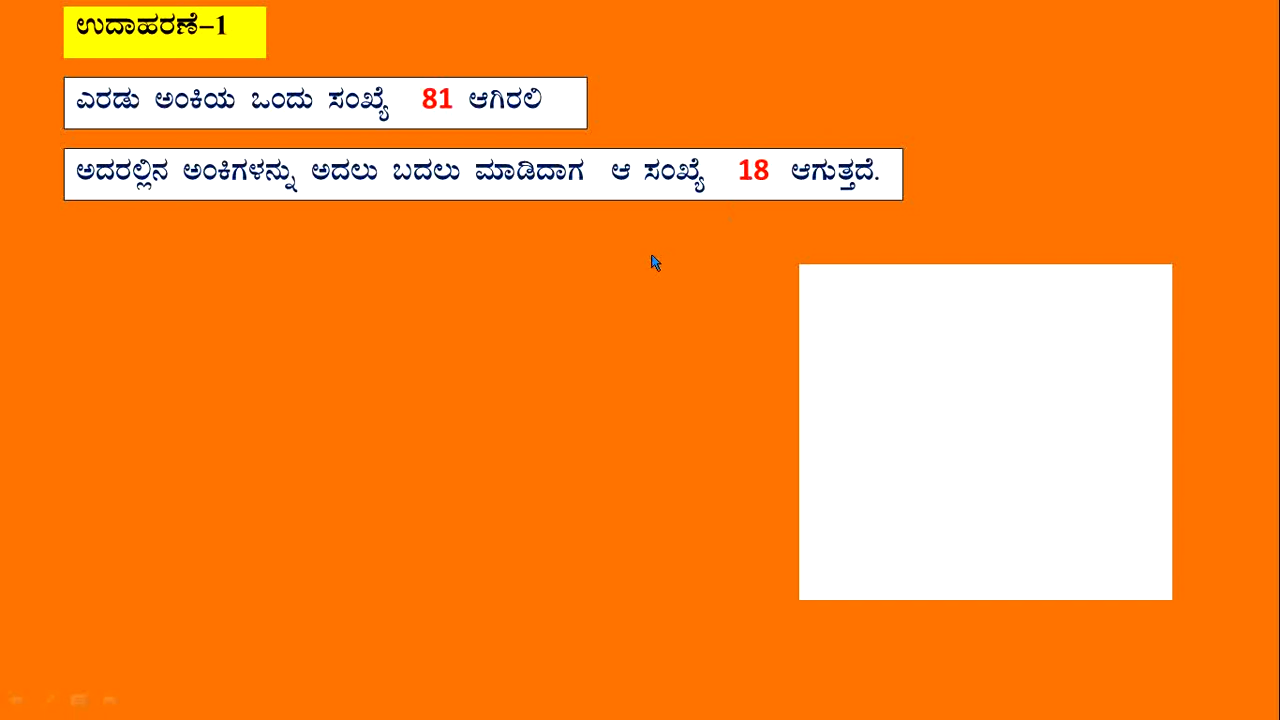 ಉದಾಹರಣೆ–1
ಎರಡು ಅಂಕಿಯ ಒಂದು ಸಂಖ್ಯೆ 81 ಆಗಿರಲಿ
ಅದರಲ್ಲಿನ ಅಂಕಿಗಳನ್ನು ಅದಲು ಬದಲು ಮಾಡಿದಾಗ ಆ ಸಂಖ್ಯೆ 18 ಆಗುತ್ತದೆ.